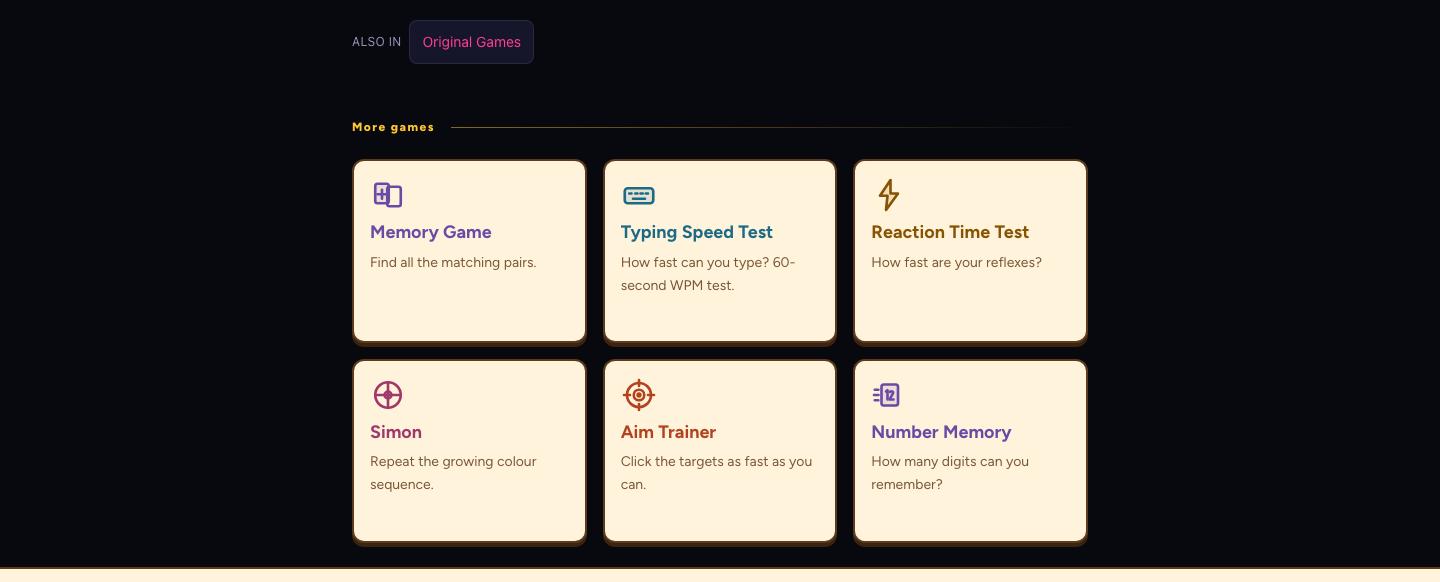 ALSO IN Original Games
More games
Memory Game
Find all the matching pairs.
Typing Speed Test
How fast can you type? 60-
second WPM test.
Reaction Time Test
How fast are your reflexes?
Simon
Repeat the growing colour
sequence.
Aim Trainer
Click the targets as fast as you
can.
12
Number Memory
How many digits can you
remember?